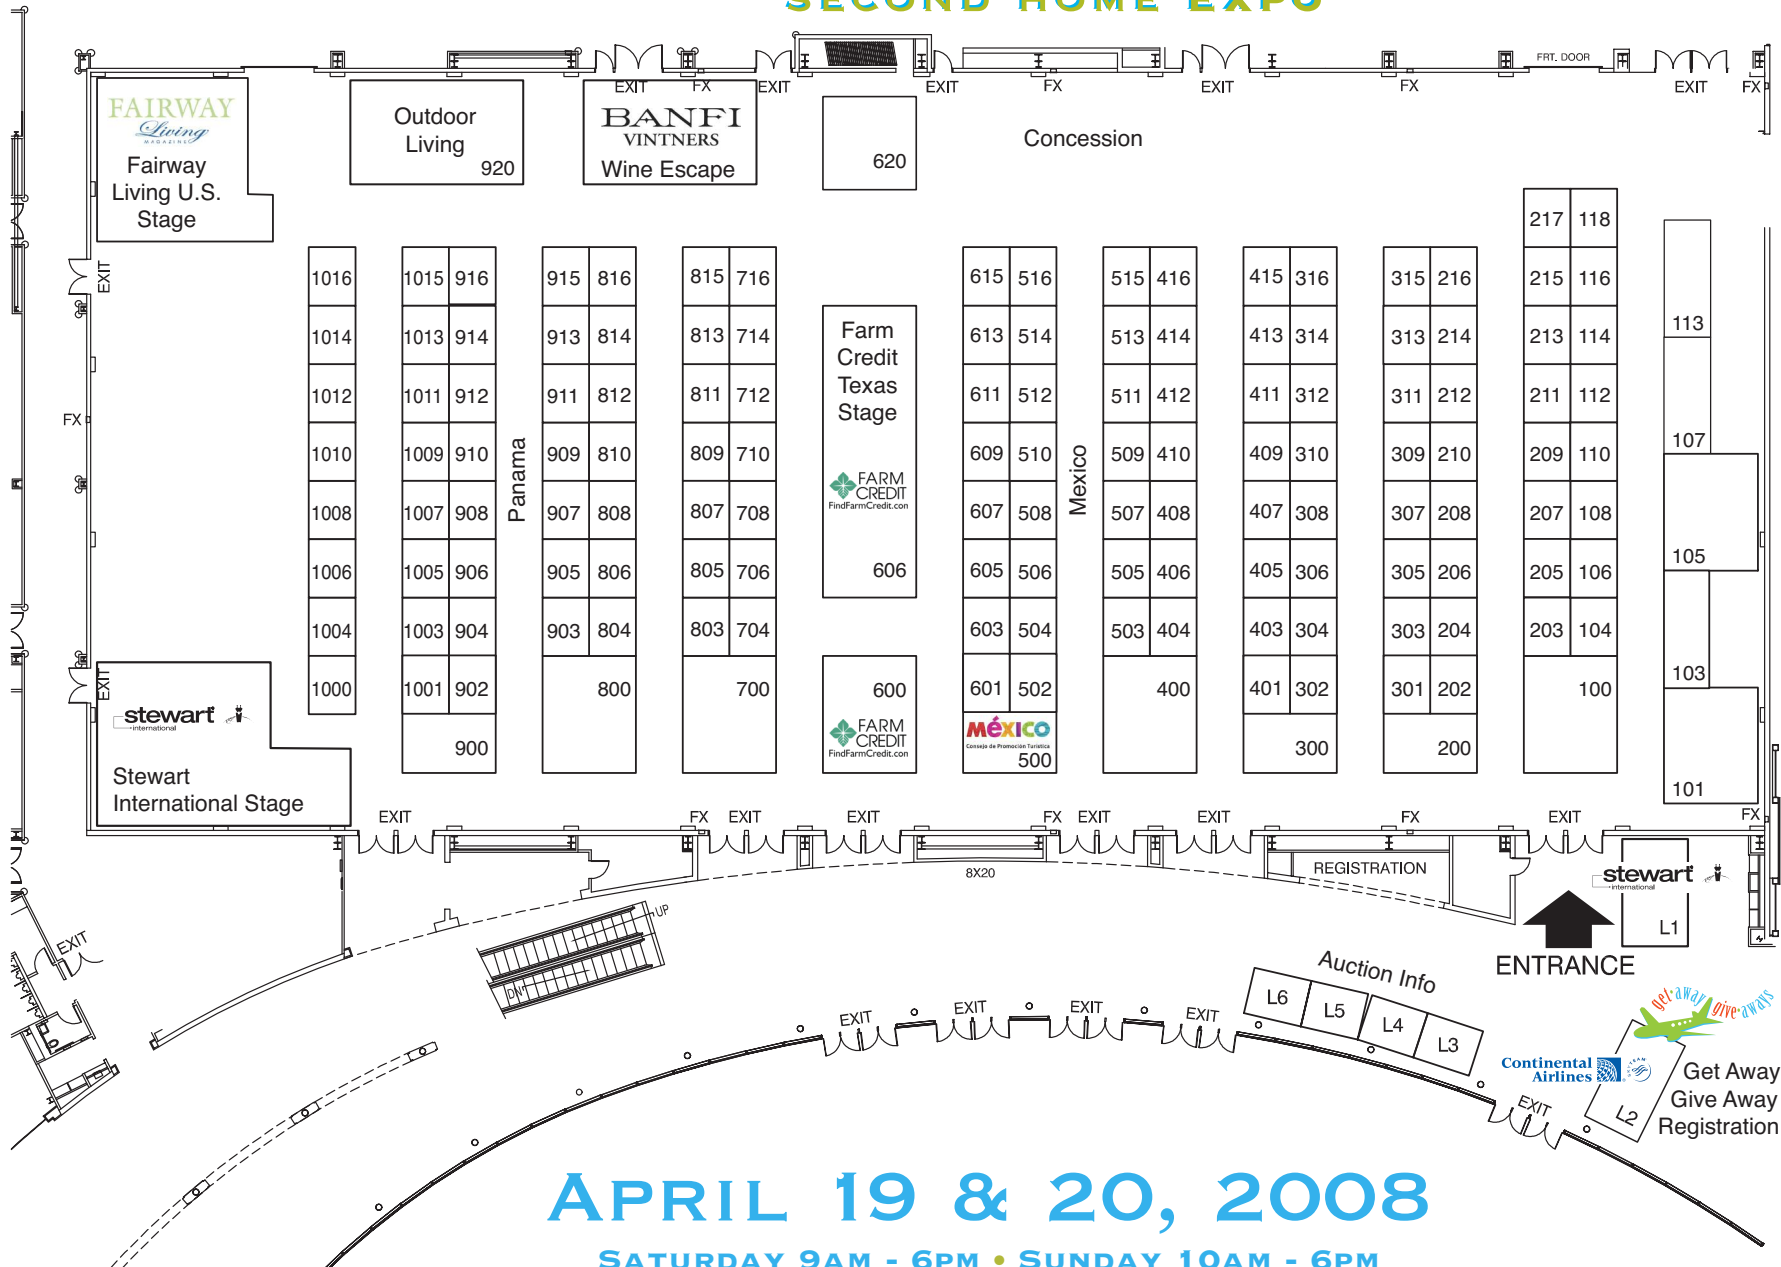 SECOND HOME EXPO
FRT. DOOR
EXIT FX EXIT EXIT FX EXIT FX EXIT FX
FAIRWAY
Living
MAGAZINE
Fairway
Living U.S.
Stage
Outdoor
Living
920
BANFI
VINTNERS
Wine Escape
620
Concession
217 118
EXIT
1016 1015 916 915 816 815 716 615 516 515 416 415 316 315 216 215 116
1014 1013 914 913 814 813 714 613 514 513 414 413 314 313 214 213 114 113
1012 1011 912 911 812 811 712 611 512 511 412 411 312 311 212 211 112
FX
1010 1009 910 909 810 809 710 609 510 509 410 409 310 309 210 209 110 107
1008 1007 908 907 808 807 708 607 508 507 408 407 308 307 208 207 108
1006 1005 906 905 806 805 706 606 605 506 505 406 405 306 305 206 205 106 105
1004 1003 904 903 804 803 704 603 504 503 404 403 304 303 204 203 104
1000 1001 902 800 700 600 601 502 400 401 302 301 202 100 103
900 500 300 200 101
Panama
Farm
Credit
Texas
Stage
FARM
CREDIT
FindFarmCredit.com
Mexico
FARM
CREDIT
FindFarmCredit.com
MéXICO
Consejo de Promoción Turística
EXIT
stewart
international
Stewart
International Stage
EXIT FX EXIT EXIT FX EXIT EXIT FX EXIT FX
8X20
REGISTRATION
stewart
international
L1
ENTRANCE
UP
DN
EXIT
Auction Info
L6 L5 L4 L3
EXIT EXIT EXIT EXIT
get·away give·aways
Continental
Airlines
SKYTEAM
L2
EXIT
Get Away
Give Away
Registration
APRIL 19 & 20, 2008
SATURDAY 9AM - 6PM • SUNDAY 10AM - 6PM